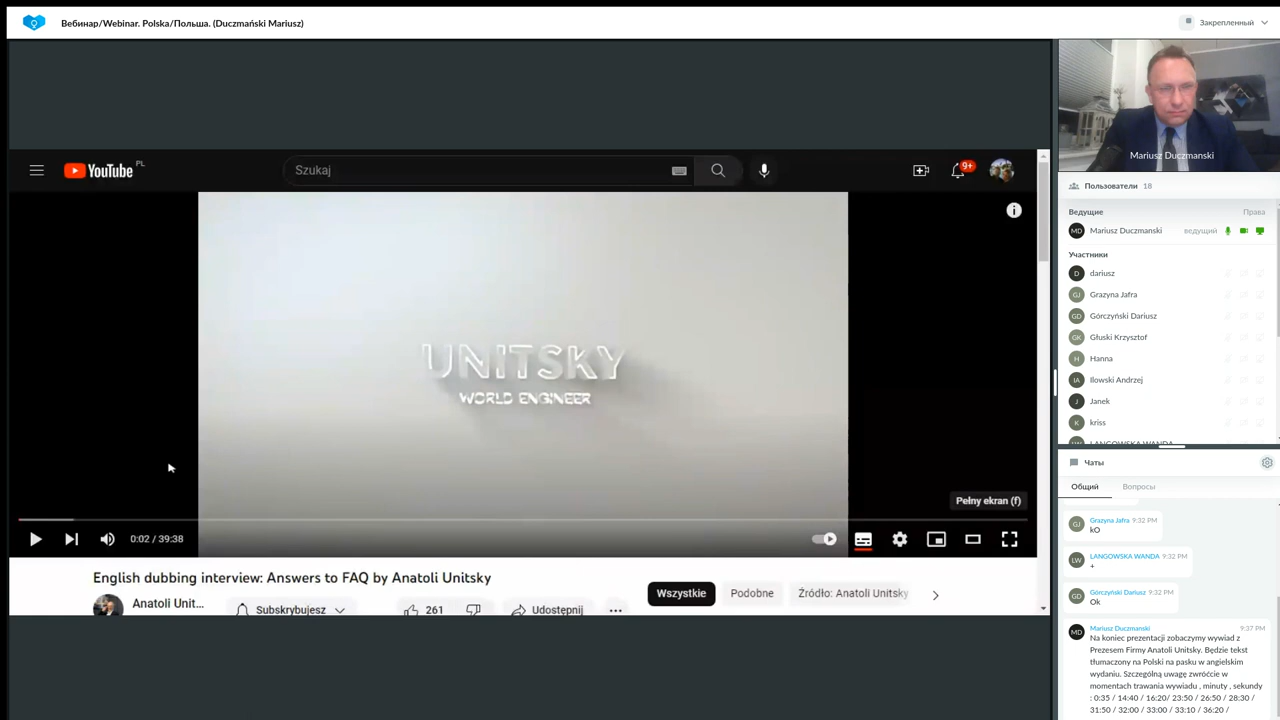 Вебинар/Webinar. Polska/Польша. (Duczmański Mariusz)
Закрепленный
Mariusz Duczmanski
YouTube PL
Szukaj
9+
UNITSKY
WORLD ENGINEER
Pełny ekran (f)
0:02 / 39:38
English dubbing interview: Answers to FAQ by Anatoli Unitsky
Anatoli Unit...
Subskrybujesz
261
Udostępnij
Wszystkie
Podobne
Źródło: Anatoli Unitsky
Пользователи 18
Ведущие Права
MD Mariusz Duczmanski ведущий
Участники
D dariusz
GJ Grazyna Jafra
GD Górczyński Dariusz
GK Głuski Krzysztof
H Hanna
IA Ilowski Andrzej
J Janek
K kriss
LANGOWSKA WANDA
Чаты
Общий Вопросы
GJ Grazyna Jafra 9:32 PM
kO
LW LANGOWSKA WANDA 9:32 PM
+
GD Górczyński Dariusz 9:32 PM
Ok
MD Mariusz Duczmanski 9:37 PM
Na koniec prezentacji zobaczymy wywiad z
Prezesem Firmy Anatoli Unitsky. Będzie tekst
tłumaczony na Polski na pasku w angielskim
wydaniu. Szczególną uwagę zwróćcie w
momentach trawania wywiadu , minuty , sekundy
: 0:35 / 14:40 / 16:20/ 23:50 / 26:50 / 28:30 /
31:50 / 32:00 / 33:00 / 33:10 / 36:20 /